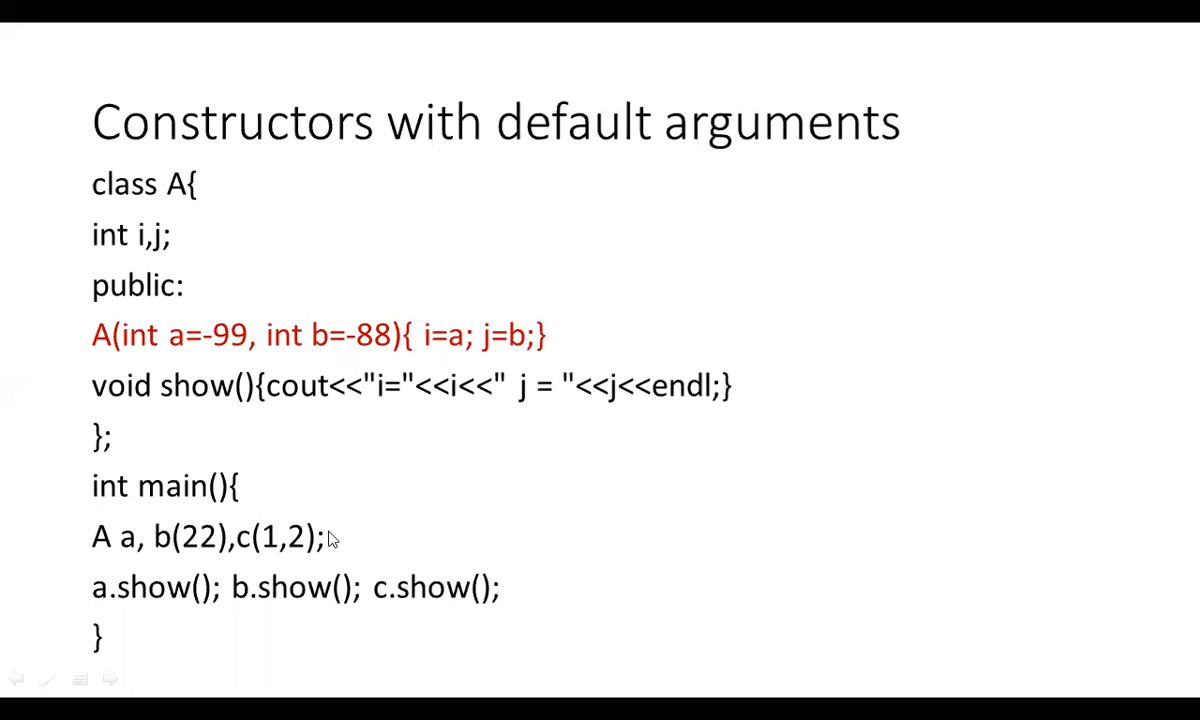 Constructors with default arguments
class A{
int i,j;
public:
A(int a=-99, int b=-88){ i=a; j=b;}
void show(){cout<<"i="<<i<<" j = "<<j<<endl;}
};
int main(){
A a, b(22),c(1,2);
a.show(); b.show(); c.show();
}